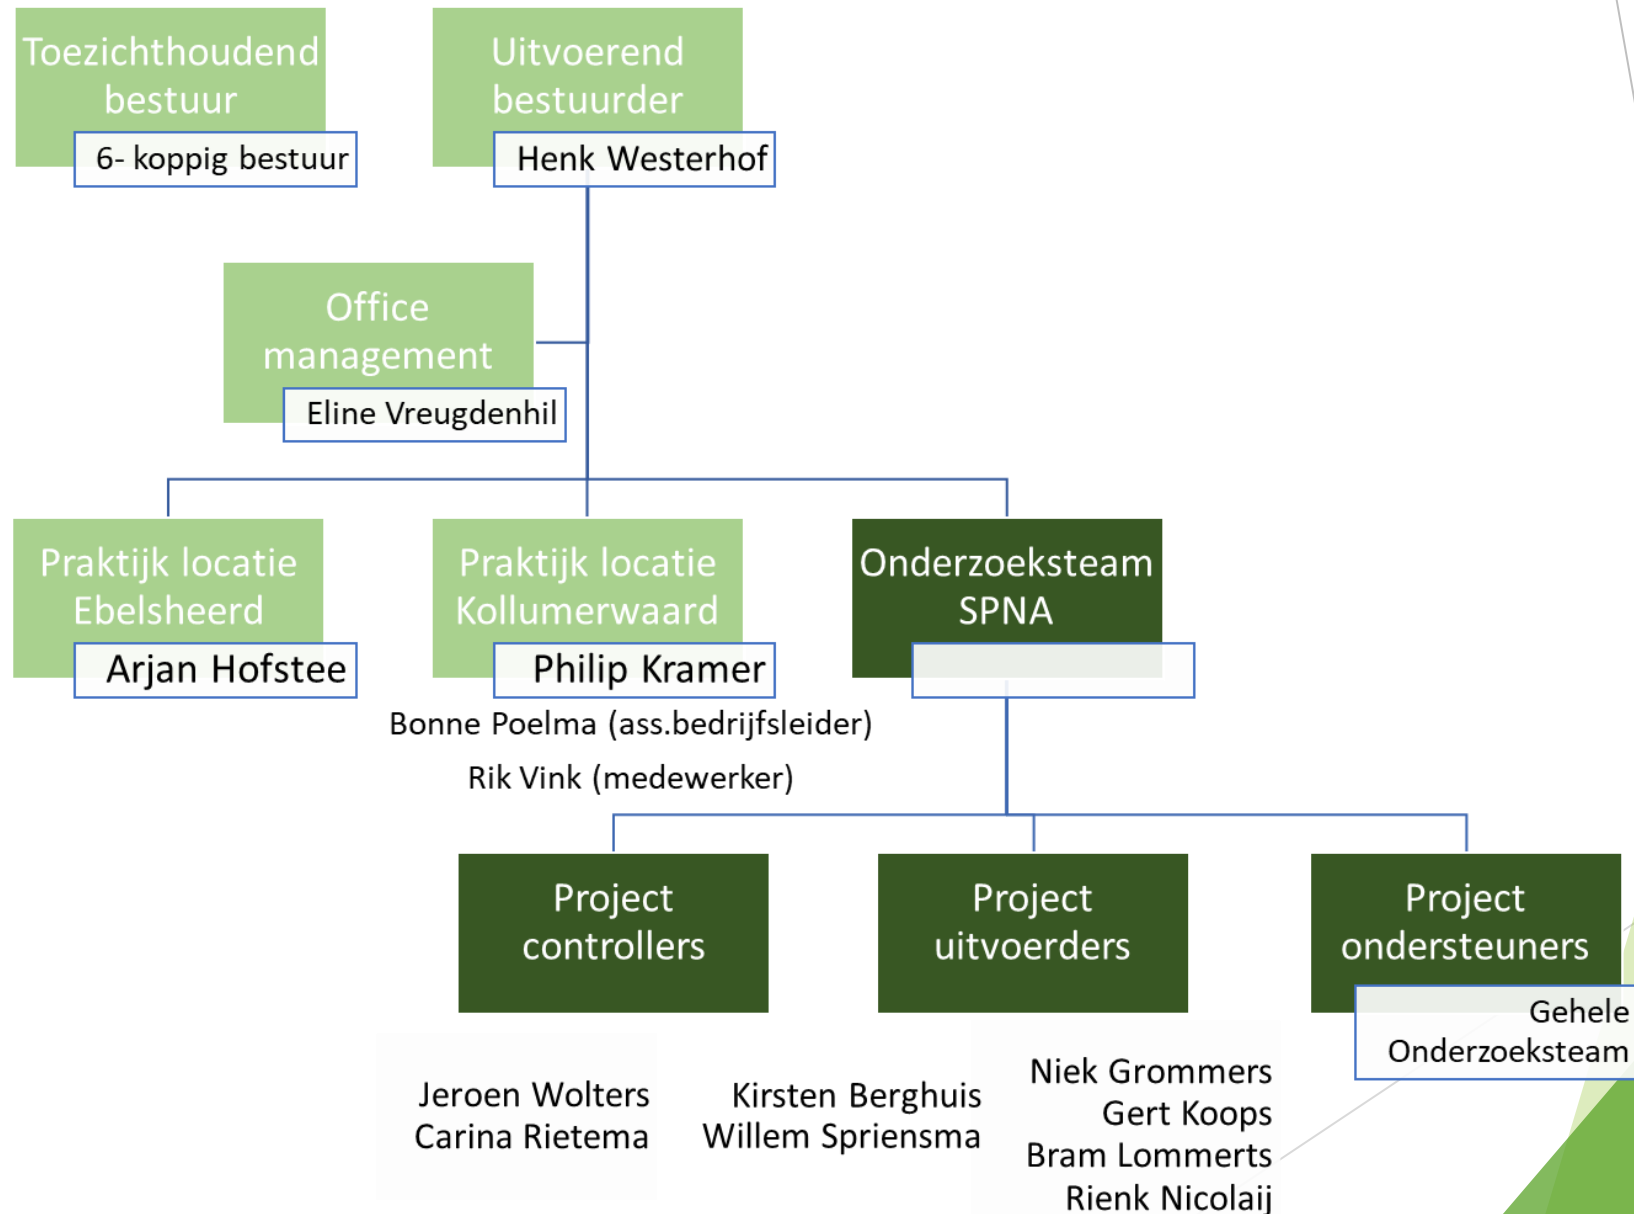 Toezichthoudend
bestuur
6- koppig bestuur
Uitvoerend
bestuurder
Henk Westerhof
Office
management
Eline Vreugdenhil
Praktijk locatie
Ebelsheerd
Arjan Hofstee
Praktijk locatie
Kollumerwaard
Philip Kramer
Bonne Poelma (ass.bedrijfsleider)
Rik Vink (medewerker)
Onderzoeksteam
SPNA
Project
controllers
Project
uitvoerders
Project
ondersteuners
Gehele
Onderzoeksteam
Jeroen Wolters
Carina Rietema
Kirsten Berghuis
Willem Spriensma
Niek Grommers
Gert Koops
Bram Lommerts
Rienk Nicolaij